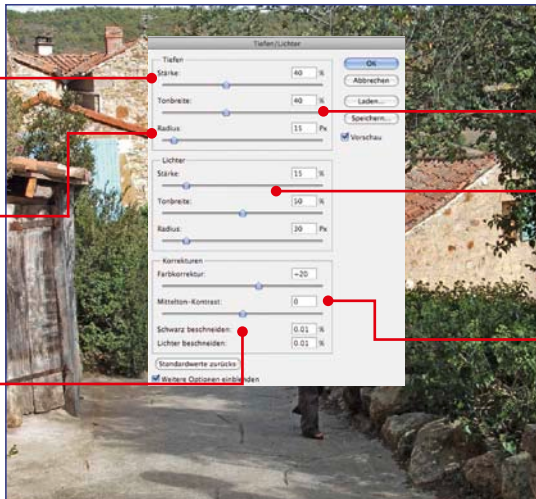 Tiefen/Lichter
Tiefen
Stärke: 40 %
Tonbreite: 40 %
Radius: 15 Px
Lichter
Stärke: 15 %
Tonbreite: 50 %
Radius: 30 Px
Korrekturen
Farbkorrektur: +20
Mittelton-Kontrast: 0
Schwarz beschneiden: 0.01 %
Lichter beschneiden: 0.01 %
Standardwerte zurücks
Weitere Optionen einblenden
OK
Abbrechen
Laden...
Speichern...
Vorschau